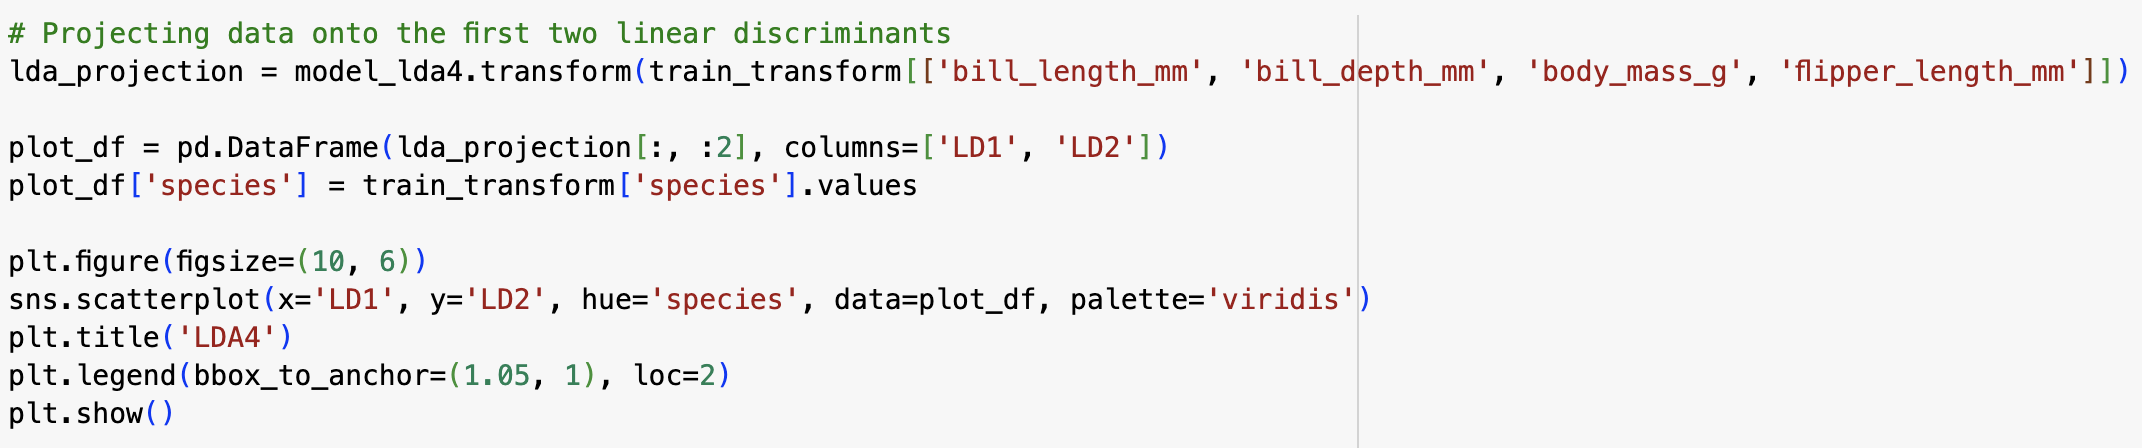 # Projecting data onto the first two linear discriminants
lda_projection = model_lda4.transform(train_transform[['bill_length_mm', 'bill_depth_mm', 'body_mass_g', 'flipper_length_mm']])
plot_df = pd.DataFrame(lda_projection[:, :2], columns=['LD1', 'LD2'])
plot_df['species'] = train_transform['species'].values
plt.figure(figsize=(10, 6))
sns.scatterplot(x='LD1', y='LD2', hue='species', data=plot_df, palette='viridis')
plt.title('LDA4')
plt.legend(bbox_to_anchor=(1.05, 1), loc=2)
plt.show()